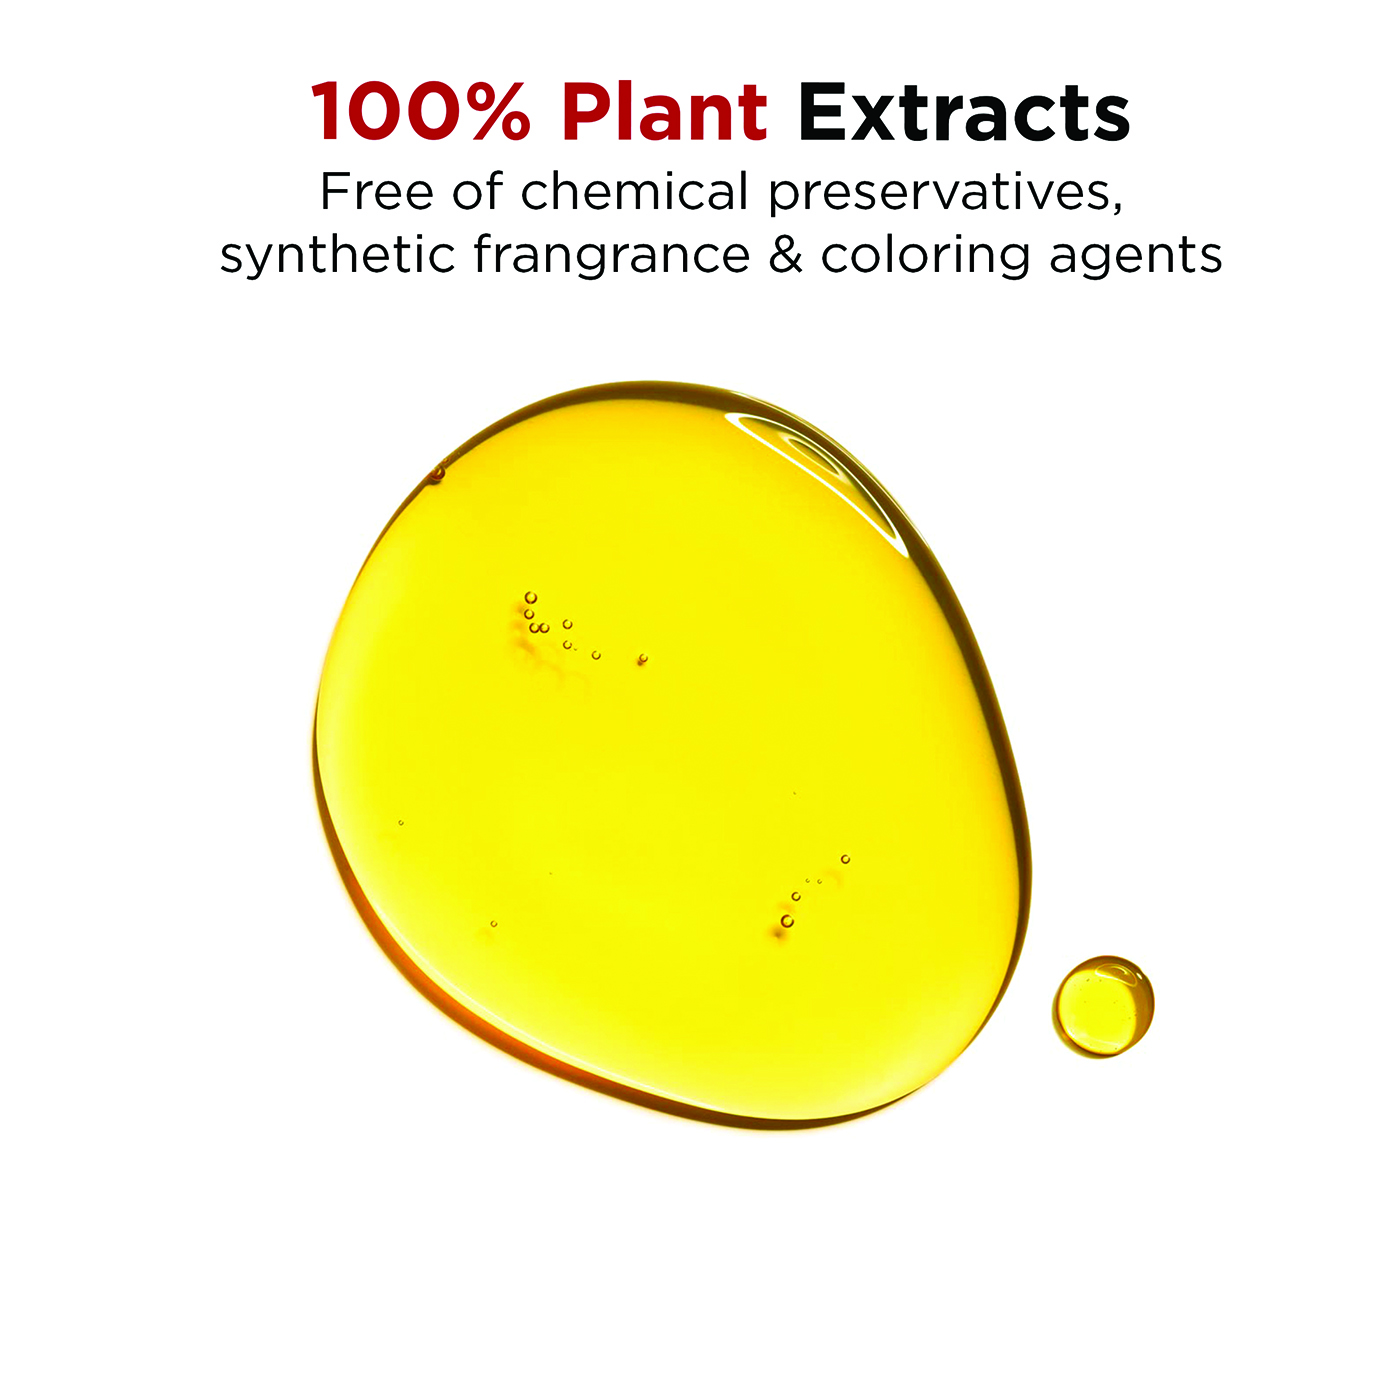 100% Plant Extracts
Free of chemical preservatives,
synthetic frangrance & coloring agents